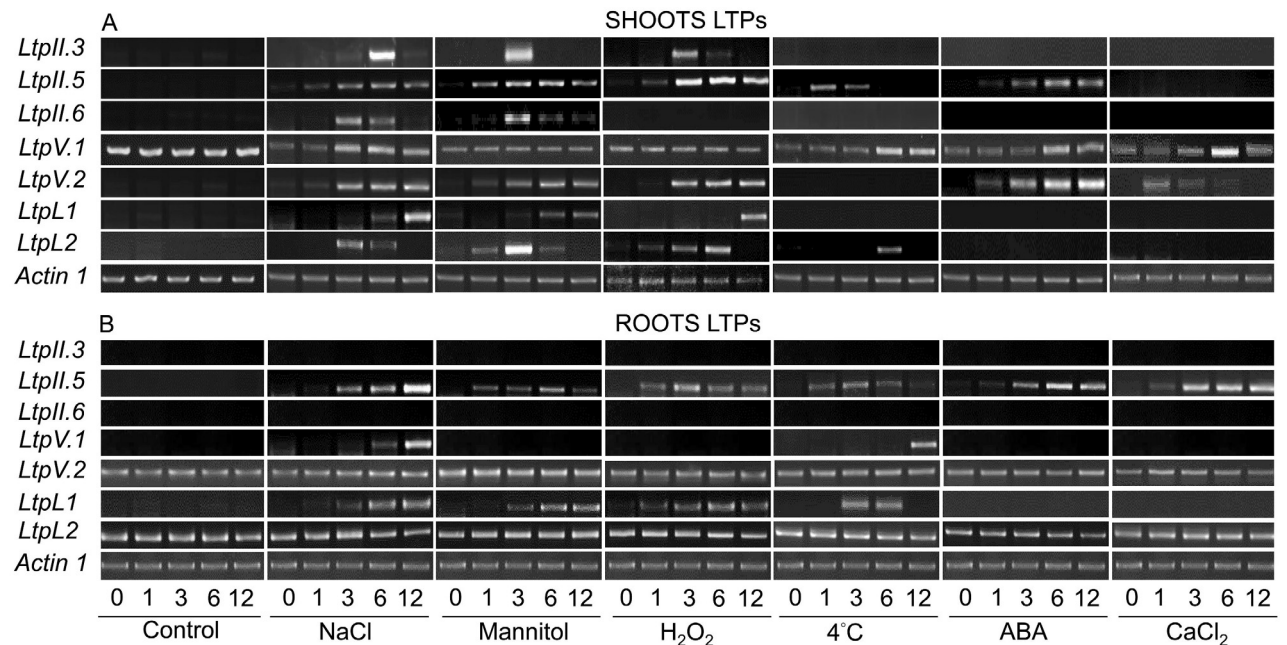 A SHOOTS LTPs
LtpII.3
LtpII.5
LtpII.6
LtpV.1
LtpV.2
LtpL1
LtpL2
Actin 1
B ROOTS LTPs
LtpII.3
LtpII.5
LtpII.6
LtpV.1
LtpV.2
LtpL1
LtpL2
Actin 1
0 1 3 6 12 0 1 3 6 12 0 1 3 6 12 0 1 3 6 12 0 1 3 6 12 0 1 3 6 12 0 1 3 6 12
Control NaCl Mannitol H₂O₂ 4°C ABA CaCl₂